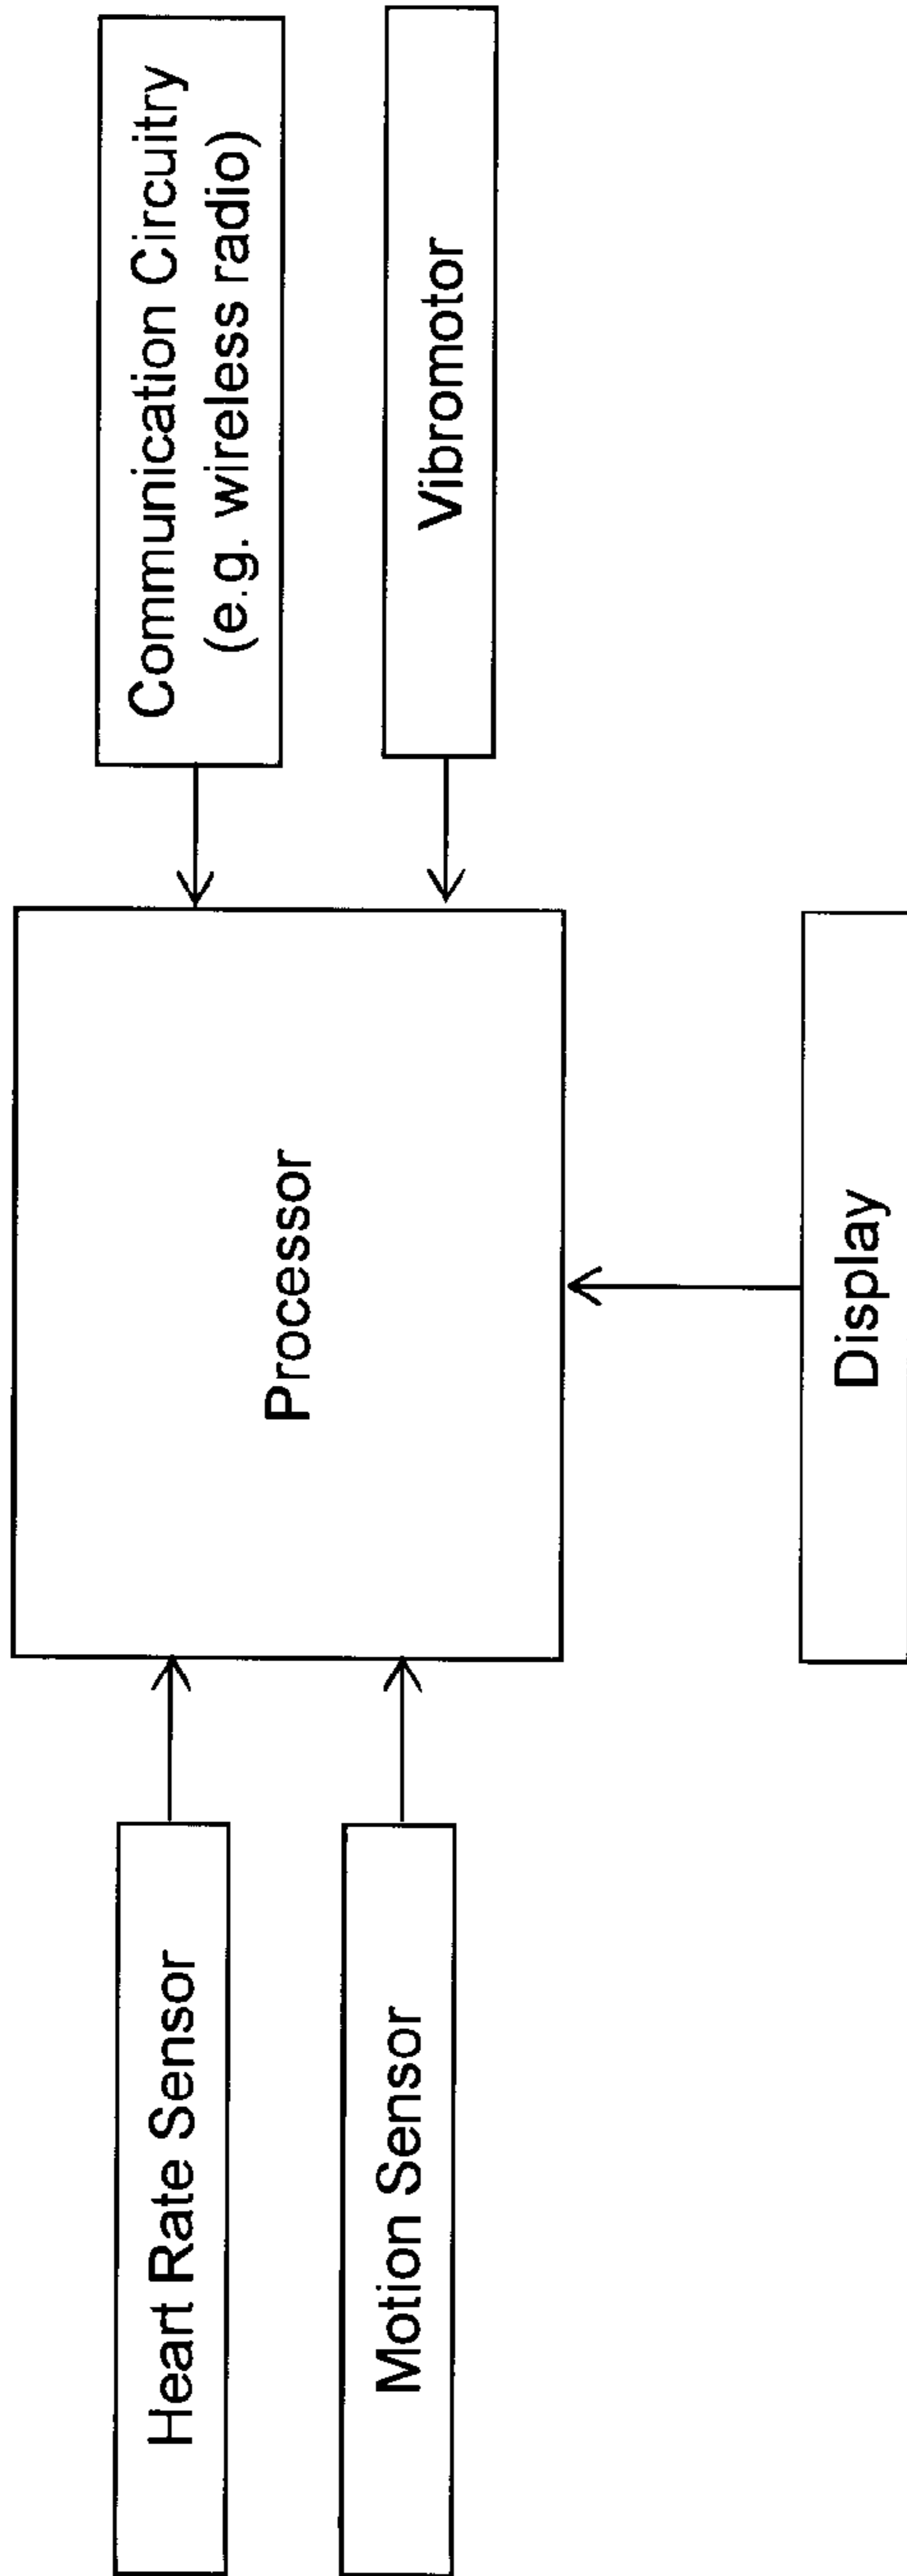 Heart Rate Sensor
Motion Sensor
Processor
Communication Circuitry
(e.g. wireless radio)
Vibromotor
Display